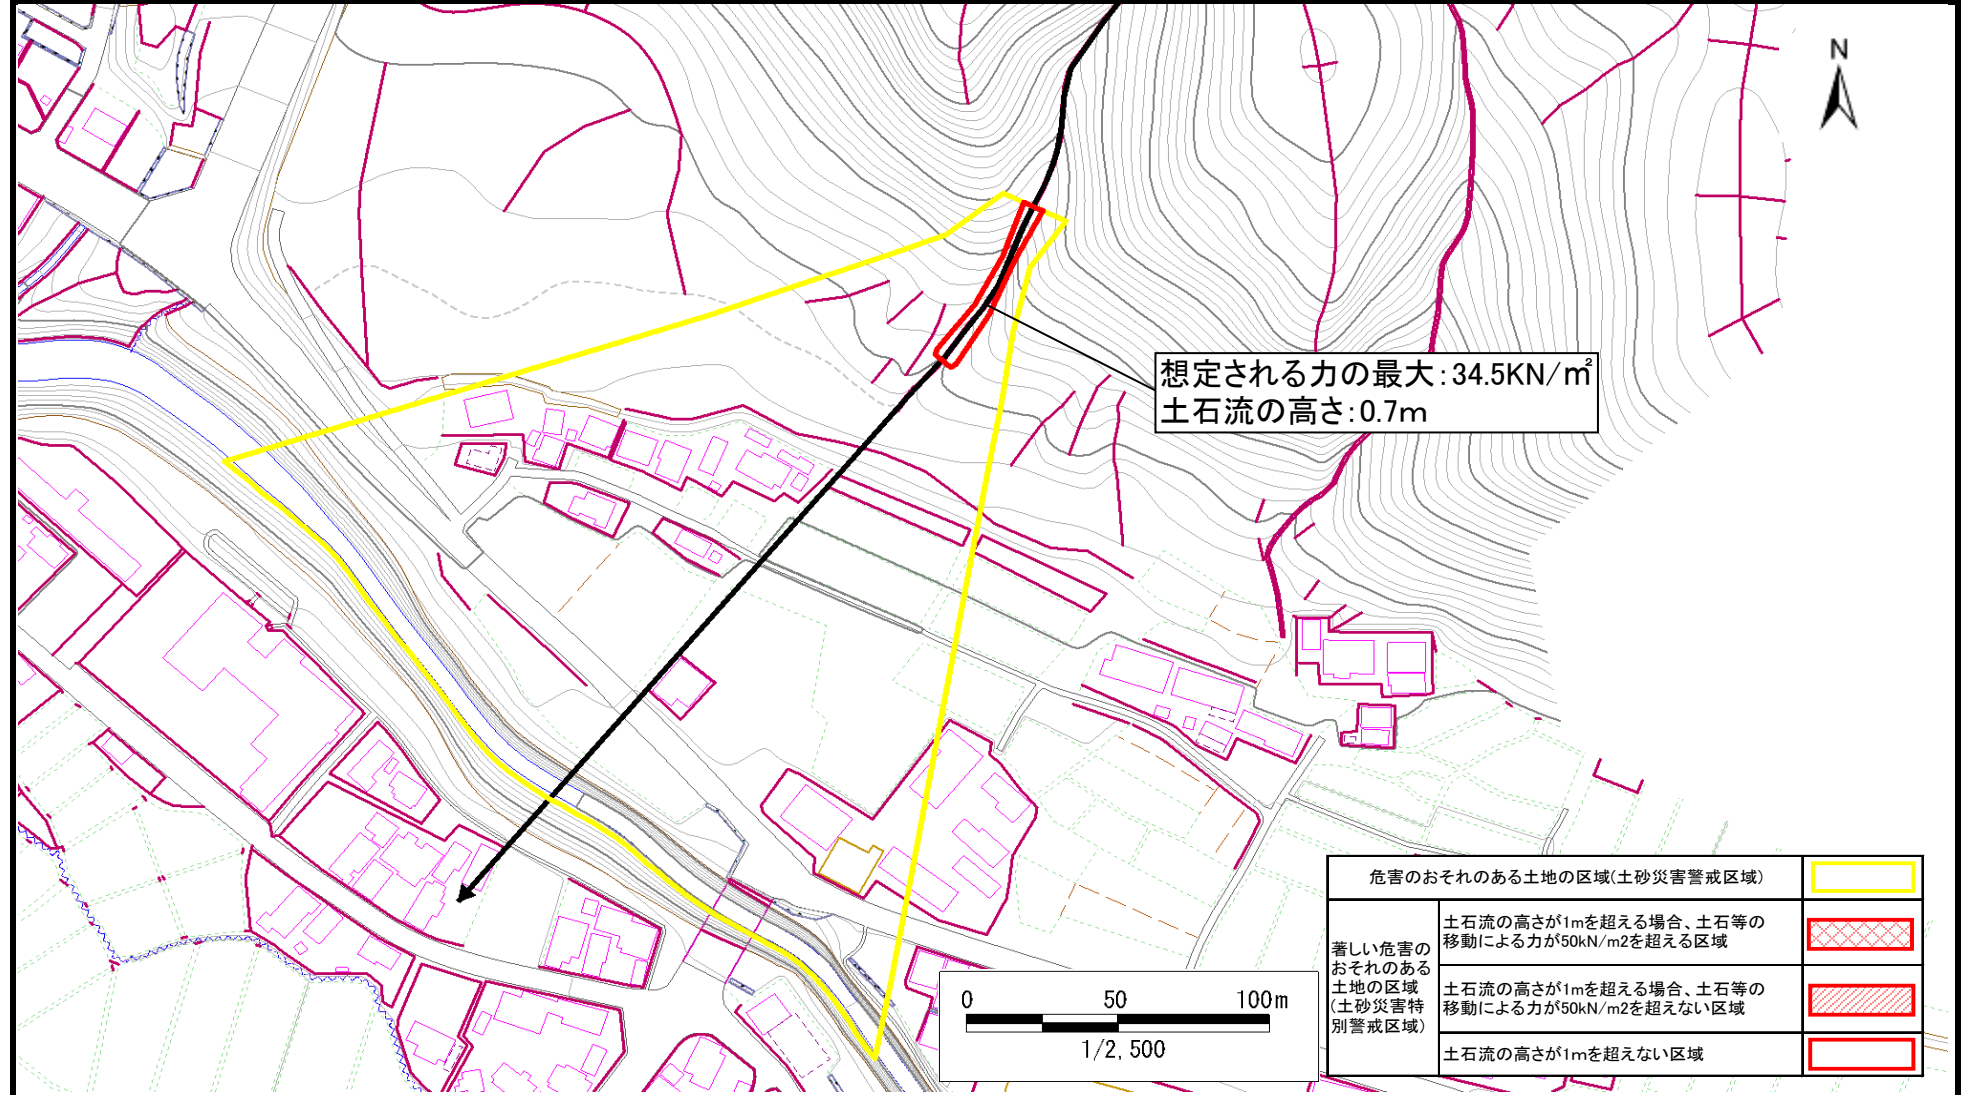 N
想定される力の最大:34.5KN/㎡
土石流の高さ:0.7m
0 50 100m
1/2,500
危害のおそれのある土地の区域(土砂災害警戒区域)
著しい危害の
おそれのある
土地の区域
(土砂災害特
別警戒区域)
土石流の高さが1mを超える場合、土石等の
移動による力が50kN/m2を超える区域
土石流の高さが1mを超える場合、土石等の
移動による力が50kN/m2を超えない区域
土石流の高さが1mを超えない区域